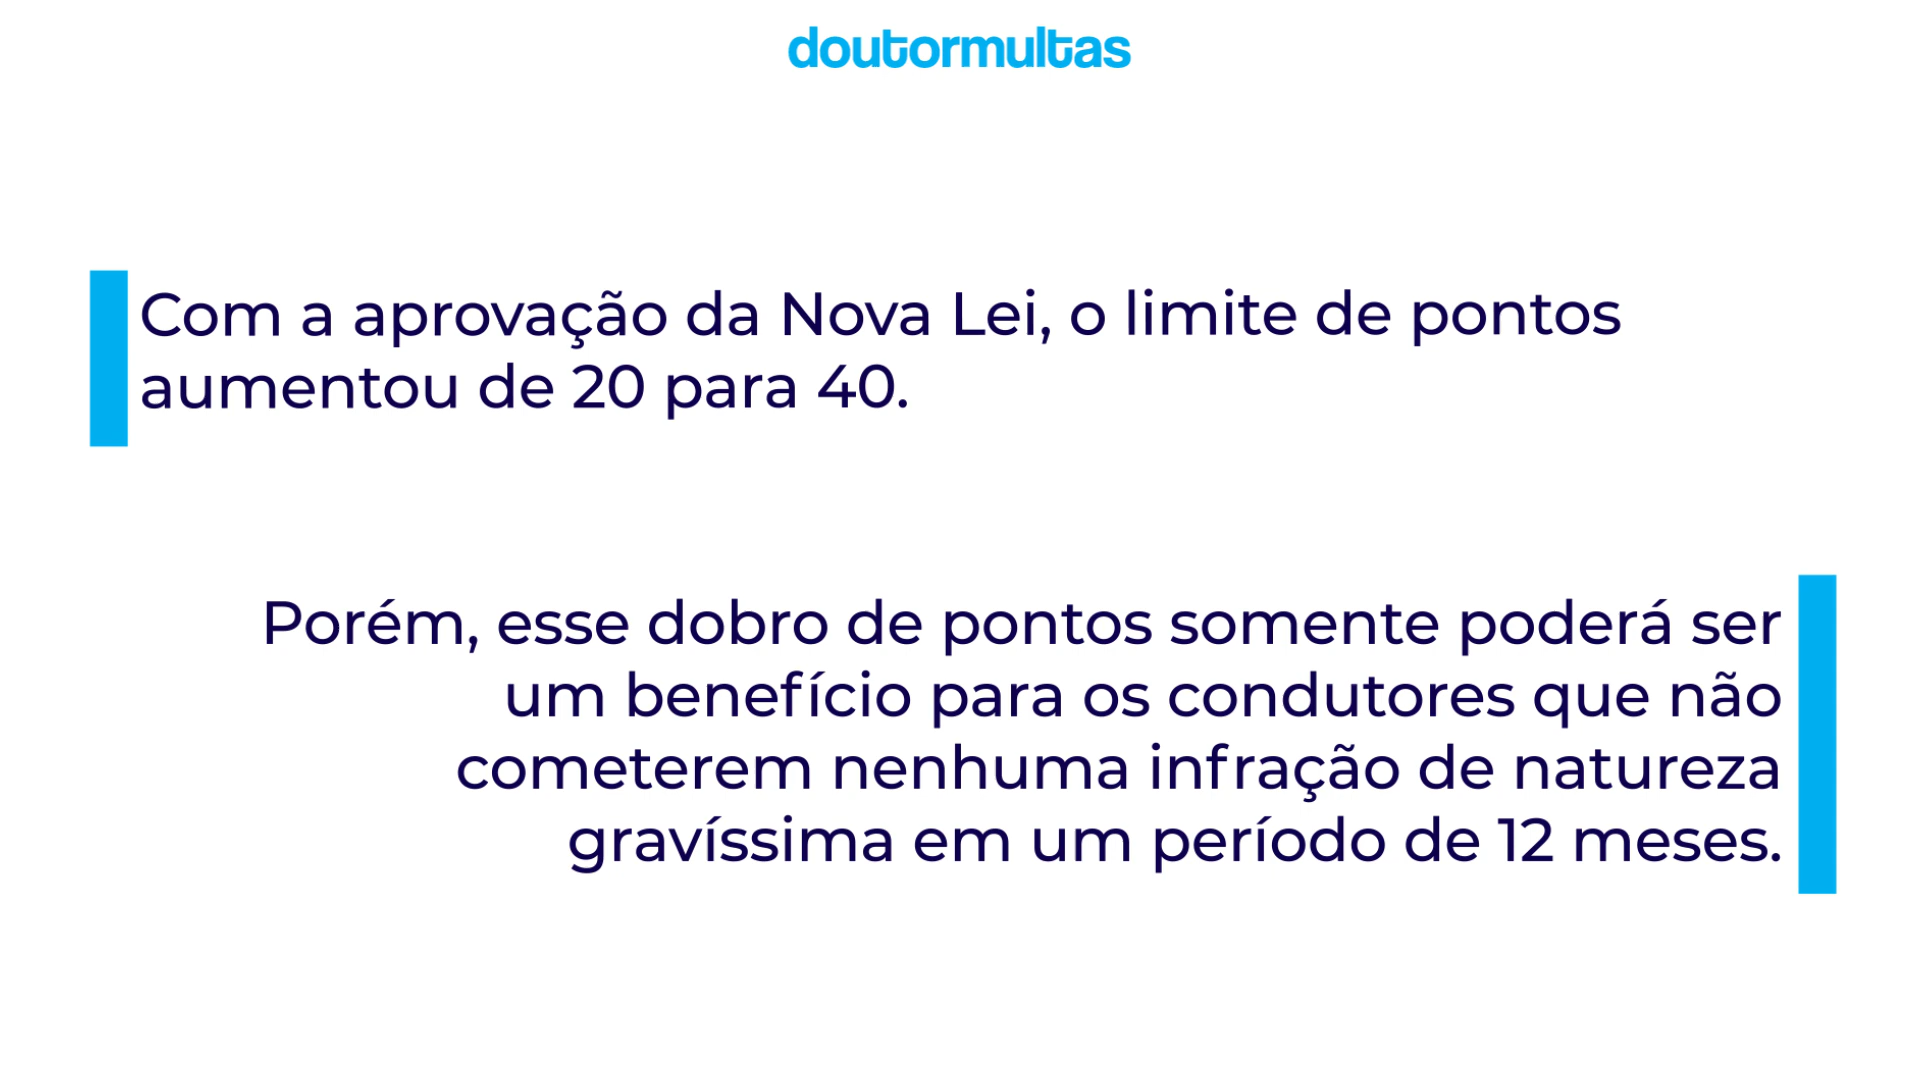 doutormultas
Com a aprovação da Nova Lei, o limite de pontos
aumentou de 20 para 40.
Porém, esse dobro de pontos somente poderá ser
um benefício para os condutores que não
cometerem nenhuma infração de natureza
gravíssima em um período de 12 meses.